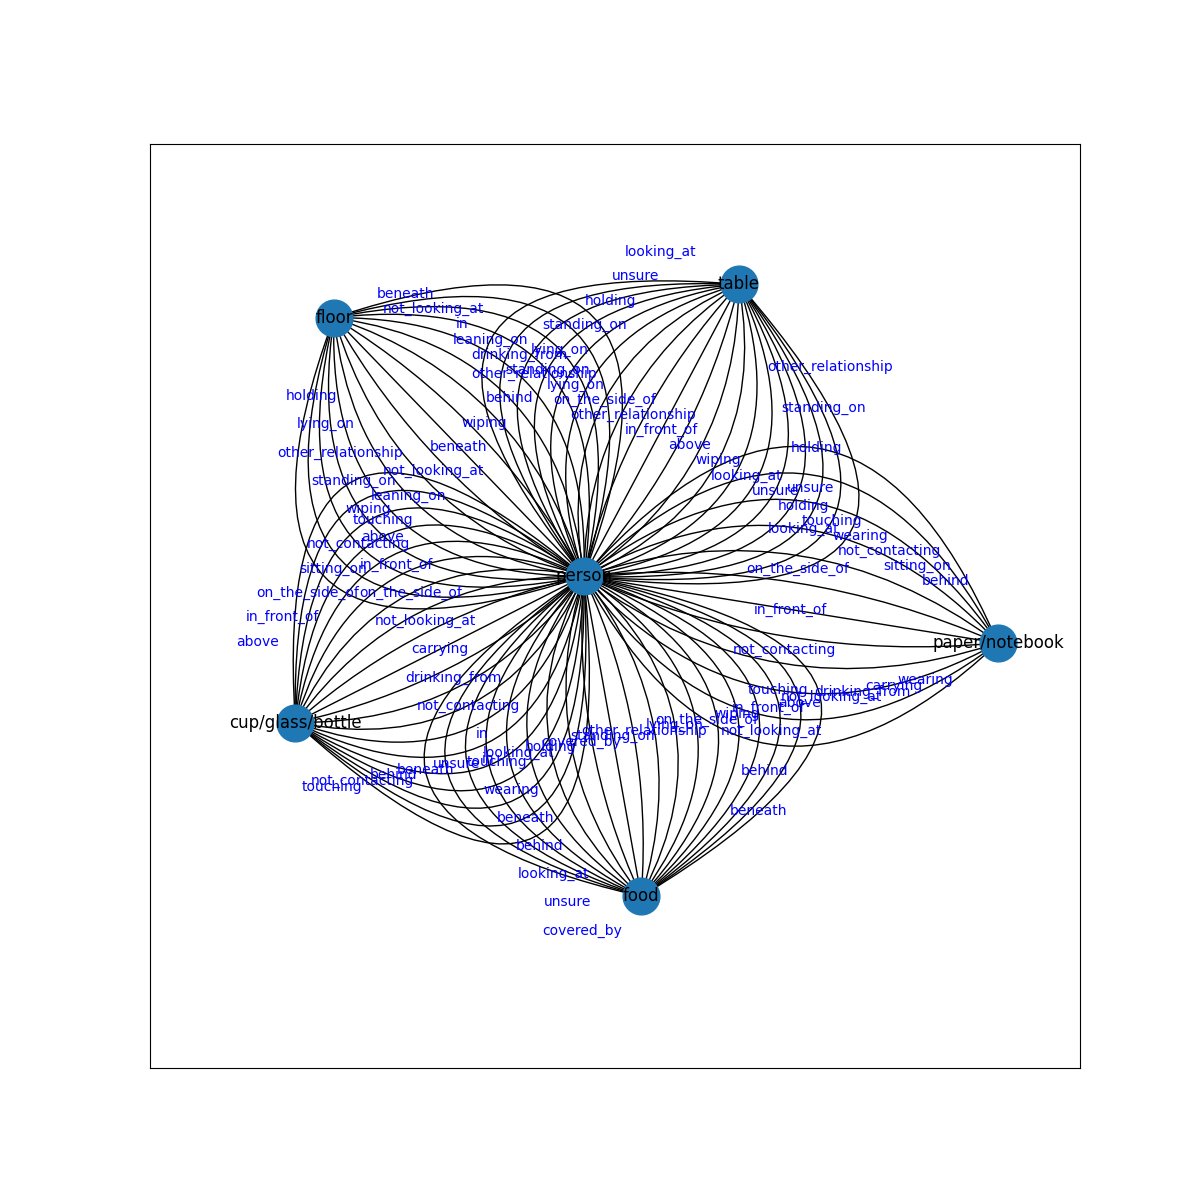 looking_at
unsure
table
beneath
holding
not_looking_at
floor
in
standing_on
leaning_on
lying_on
drinking_from
other_relationship
standing_on
other_relationship
lying_on
holding
behind
on_the_side_of
standing_on
other_relationship
lying_on
wiping
in_front_of
above
beneath
holding
other_relationship
wiping
not_looking_at
looking_at
standing_on
unsure
unsure
leaning_on
wiping
holding
touching
touching
looking_at
wearing
above
not_contacting
not_contacting
in_front_of
sitting_on
sitting_on
on_the_side_of
person
behind
on_the_side_of
on_the_side_of
in_front_of
in_front_of
not_looking_at
above
paper/notebook
carrying
not_contacting
drinking_from
wearing
carrying
touching
drinking_from
not_looking_at
above
not_contacting
in_front_of
wiping
on_the_side_of
cup/glass/bottle
lying_on
other_relationship
not_looking_at
in
standing_on
covered_by
holding
looking_at
touching
unsure
beneath
behind
behind
not_contacting
touching
wearing
beneath
beneath
behind
looking_at
food
unsure
covered_by